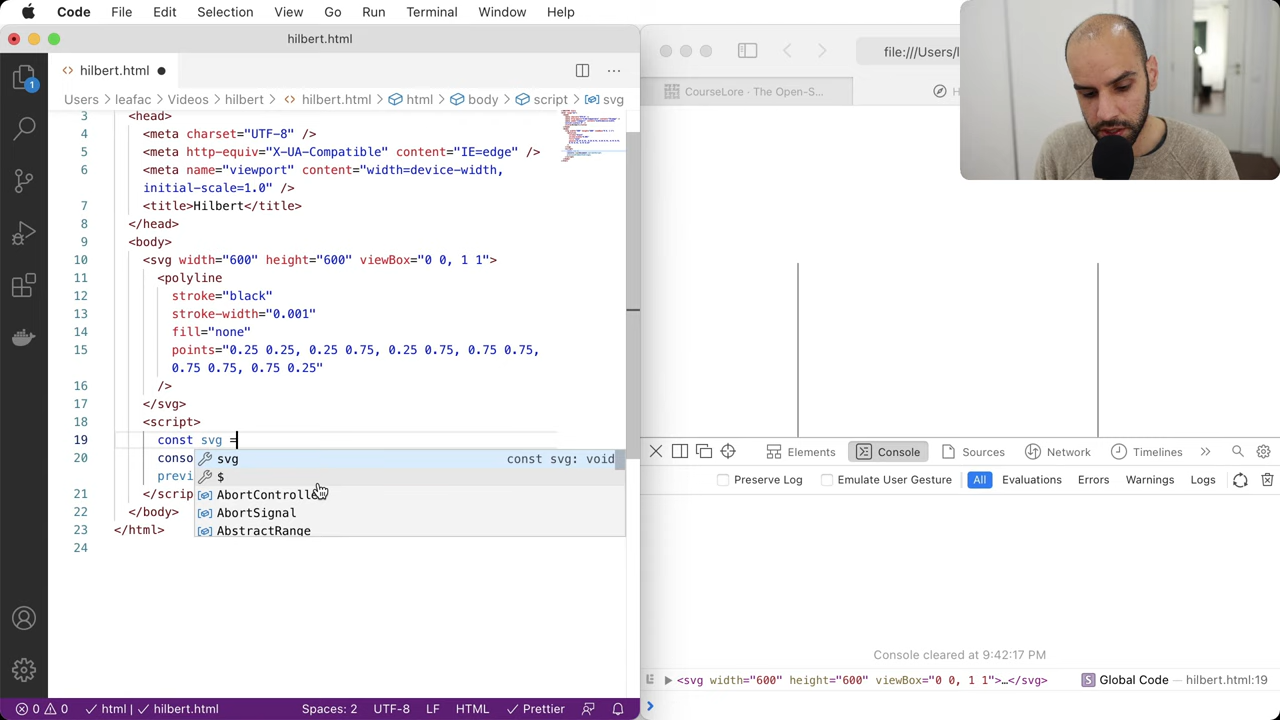 Code File Edit Selection View Go Run Terminal Window Help
hilbert.html
hilbert.html
Users leafac Videos hilbert hilbert.html html body script svg
3 <head>
4 <meta charset="UTF-8" />
5 <meta http-equiv="X-UA-Compatible" content="IE=edge" />
6 <meta name="viewport" content="width=device-width,
initial-scale=1.0" />
7 <title>Hilbert</title>
8 </head>
9 <body>
10 <svg width="600" height="600" viewBox="0 0, 1 1">
11 <polyline
12 stroke="black"
13 stroke-width="0.001"
14 fill="none"
15 points="0.25 0.25, 0.25 0.75, 0.25 0.75, 0.75 0.75,
0.75 0.75, 0.75 0.25"
16 />
17 </svg>
18 <script>
19 const svg =
20 conso
previ
21 </scrip
22 </body>
23 </html>
24
svg const svg: void
$
AbortControlle
AbortSignal
AbstractRange
1
0 0 html hilbert.html Spaces: 2 UTF-8 LF HTML Prettier
file:///Users/l
CourseLore · The Open-S... H
Elements Console Sources Network Timelines
Preserve Log Emulate User Gesture All Evaluations Errors Warnings Logs
Console cleared at 9:42:17 PM
<svg width="600" height="600" viewBox="0 0, 1 1">…</svg> S Global Code — hilbert.html:19